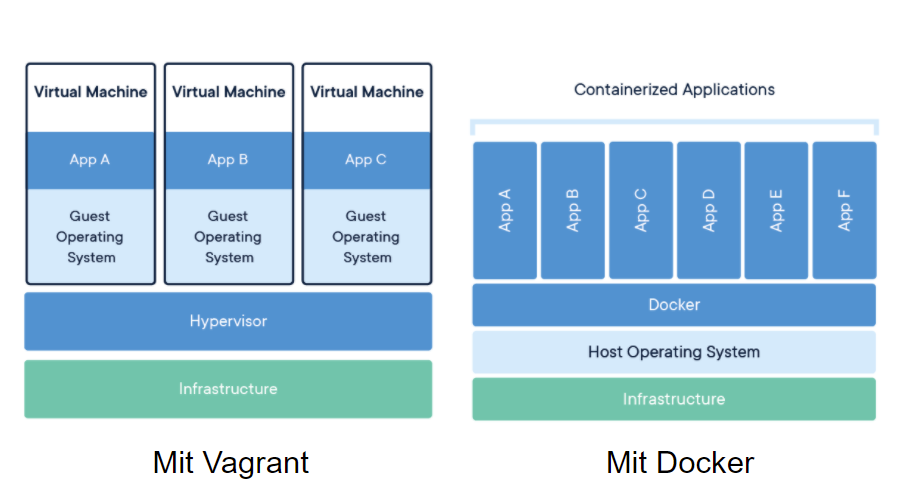 Virtual Machine
App A
Guest
Operating
System
Virtual Machine
App B
Guest
Operating
System
Virtual Machine
App C
Guest
Operating
System
Hypervisor
Infrastructure
Mit Vagrant
Containerized Applications
App A
App B
App C
App D
App E
App F
Docker
Host Operating System
Infrastructure
Mit Docker